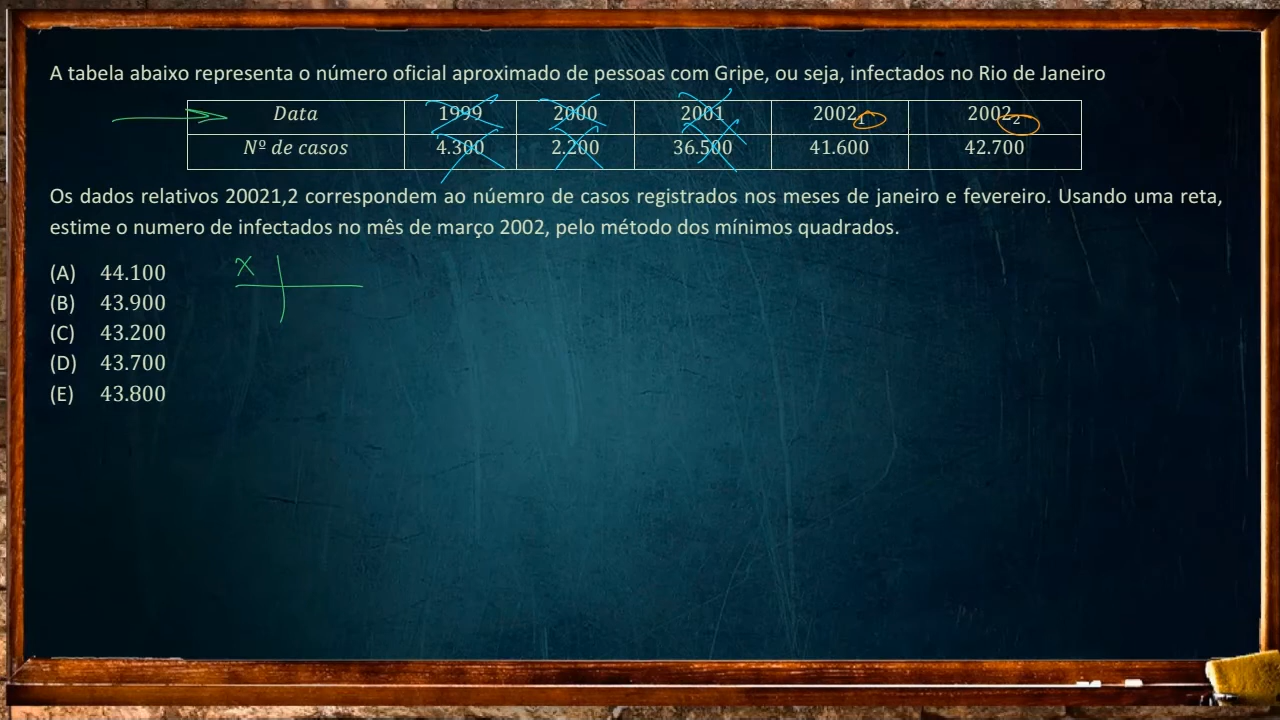 A tabela abaixo representa o número oficial aproximado de pessoas com Gripe, ou seja, infectados no Rio de Janeiro
Data 1999 2000 2001 2002₁ 2002₂
Nº de casos 4.300 2.200 36.500 41.600 42.700
Os dados relativos 20021,2 correspondem ao núemro de casos registrados nos meses de janeiro e fevereiro. Usando uma reta,
estime o numero de infectados no mês de março 2002, pelo método dos mínimos quadrados.
(A) 44.100
(B) 43.900
(C) 43.200
(D) 43.700
(E) 43.800
x